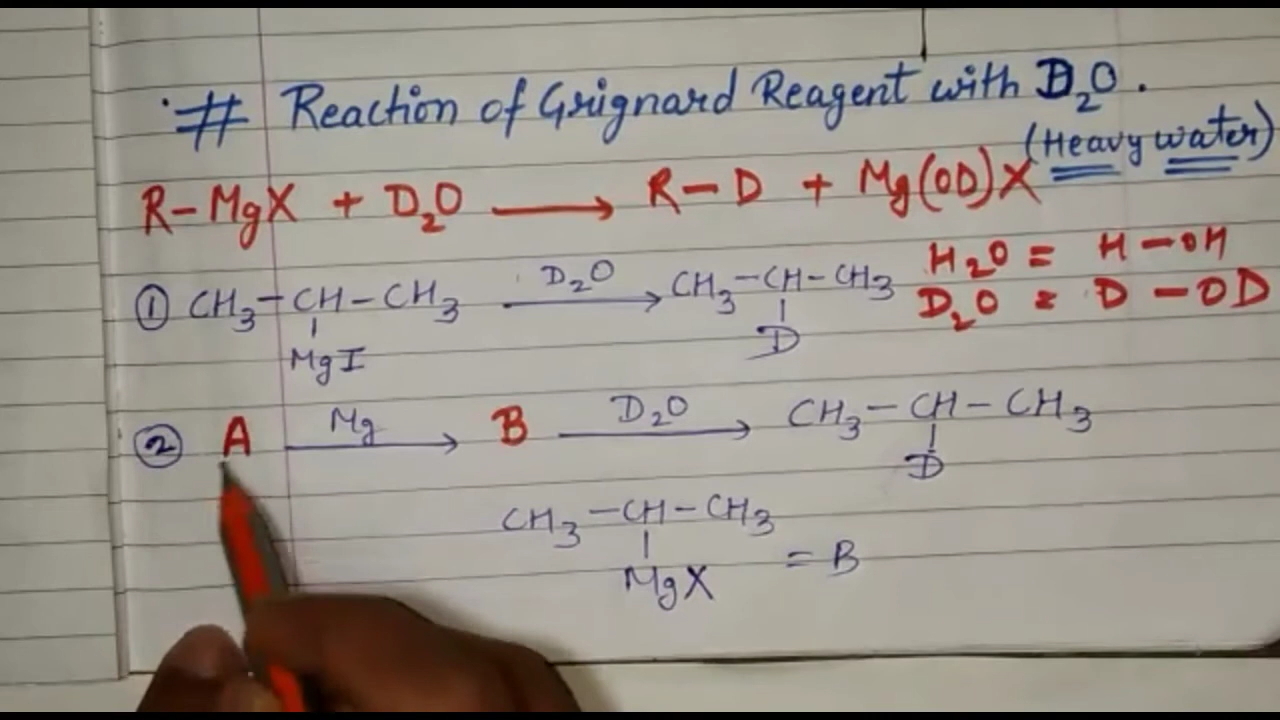 # Reaction of Grignard Reagent with D₂O.
(Heavy water)
R-MgX + D₂O ⟶ R-D + Mg(OD)X
H₂O = H-OH
① CH₃-CH-CH₃ D₂O⟶ CH₃-CH-CH₃
D₂O = D-OD
MgI D
② A Mg⟶ B D₂O⟶ CH₃-CH-CH₃
D
CH₃-CH-CH₃
MgX = B